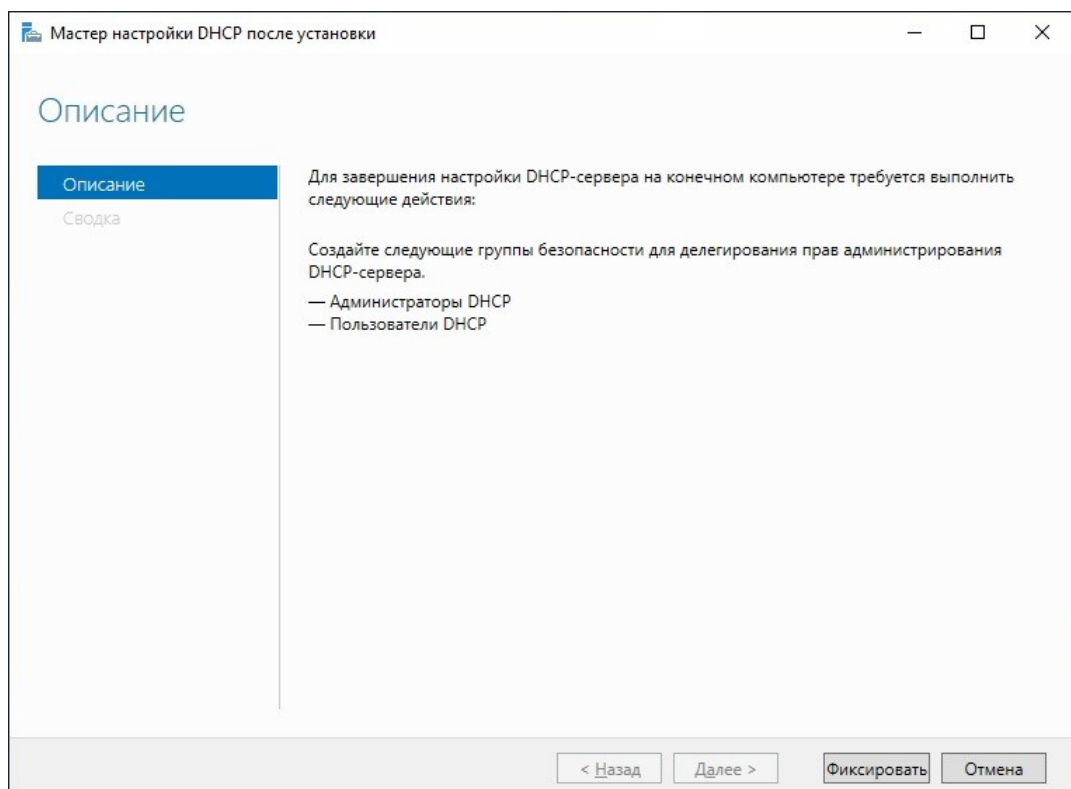 Мастер настройки DHCP после установки
Описание
Описание
Сводка
Для завершения настройки DHCP-сервера на конечном компьютере требуется выполнить
следующие действия:
Создайте следующие группы безопасности для делегирования прав администрирования
DHCP-сервера.
— Администраторы DHCP
— Пользователи DHCP
< Назад
Далее >
Фиксировать
Отмена